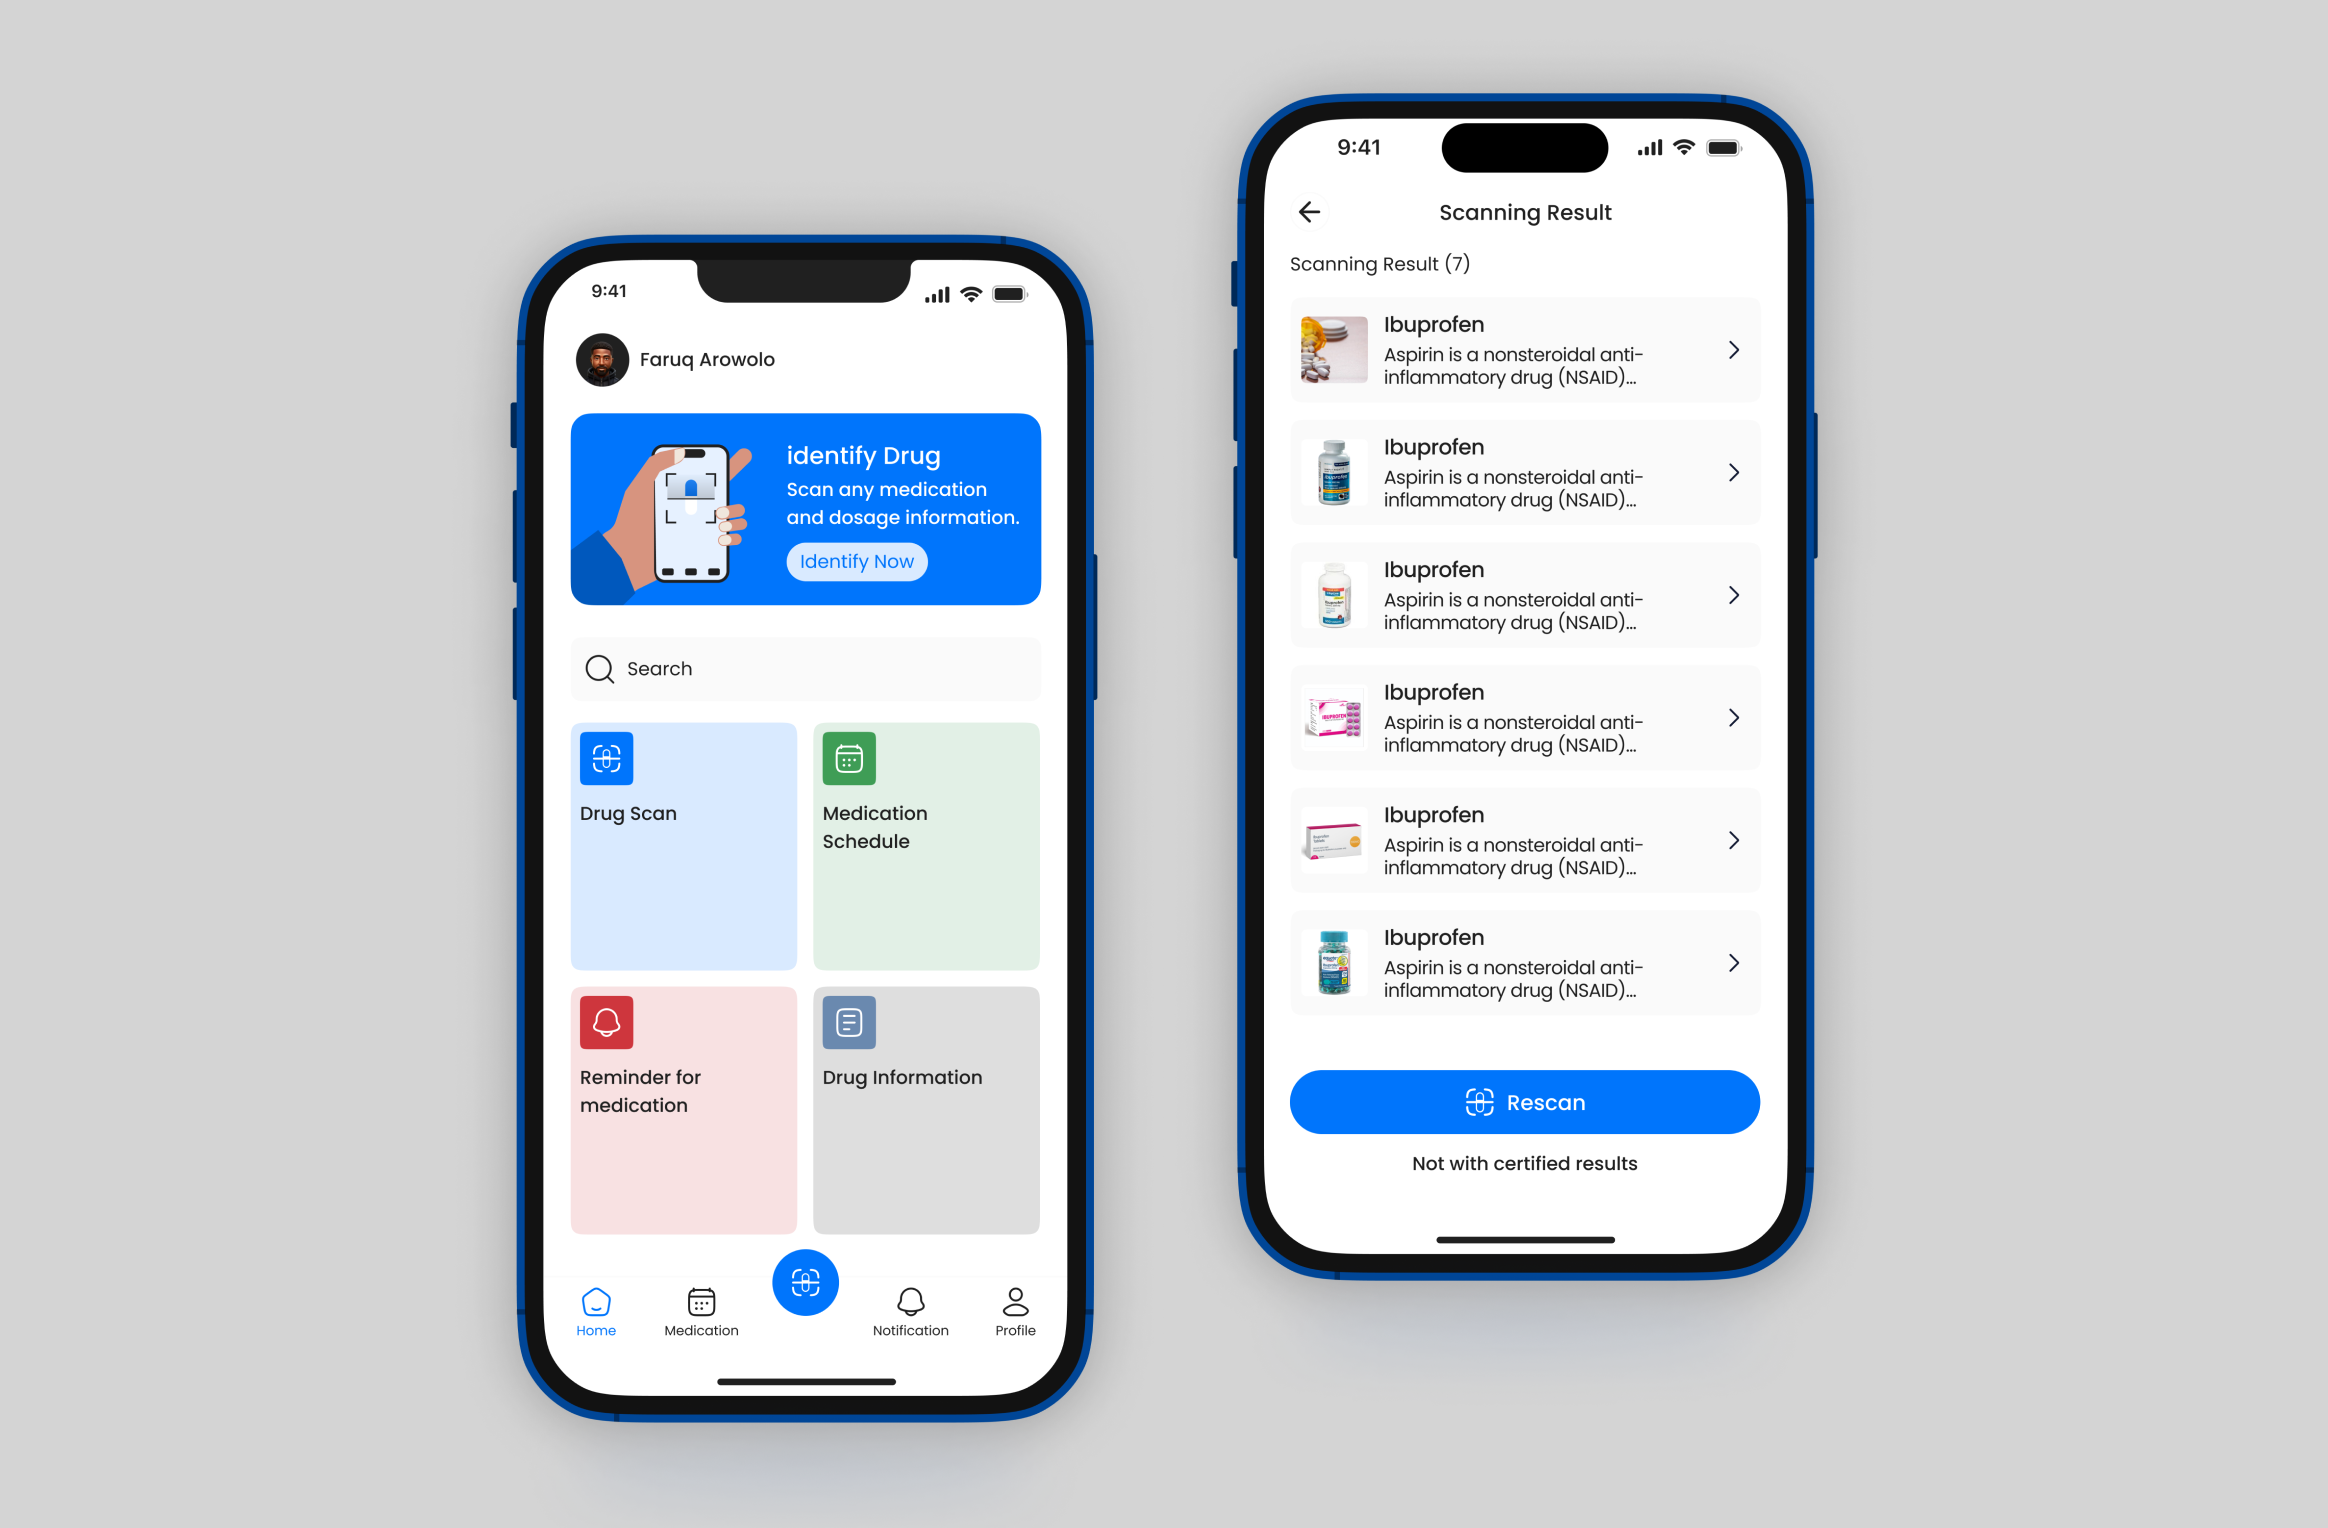 9:41
Faruq Arowolo
identify Drug
Scan any medication
and dosage information.
Identify Now
Search
Drug Scan
Medication
Schedule
Reminder for
medication
Drug Information
Home
Medication
Notification
Profile
9:41
Scanning Result
Scanning Result (7)
Ibuprofen
Aspirin is a nonsteroidal anti-
inflammatory drug (NSAID)...
Ibuprofen
Aspirin is a nonsteroidal anti-
inflammatory drug (NSAID)...
Ibuprofen
Ibuprofen
Aspirin is a nonsteroidal anti-
inflammatory drug (NSAID)...
Ibuprofen
Ibuprofen
Aspirin is a nonsteroidal anti-
inflammatory drug (NSAID)...
IBUPROFEN
Ibuprofen
Aspirin is a nonsteroidal anti-
inflammatory drug (NSAID)...
Ibuprofen
Aspirin is a nonsteroidal anti-
inflammatory drug (NSAID)...
Rescan
Not with certified results